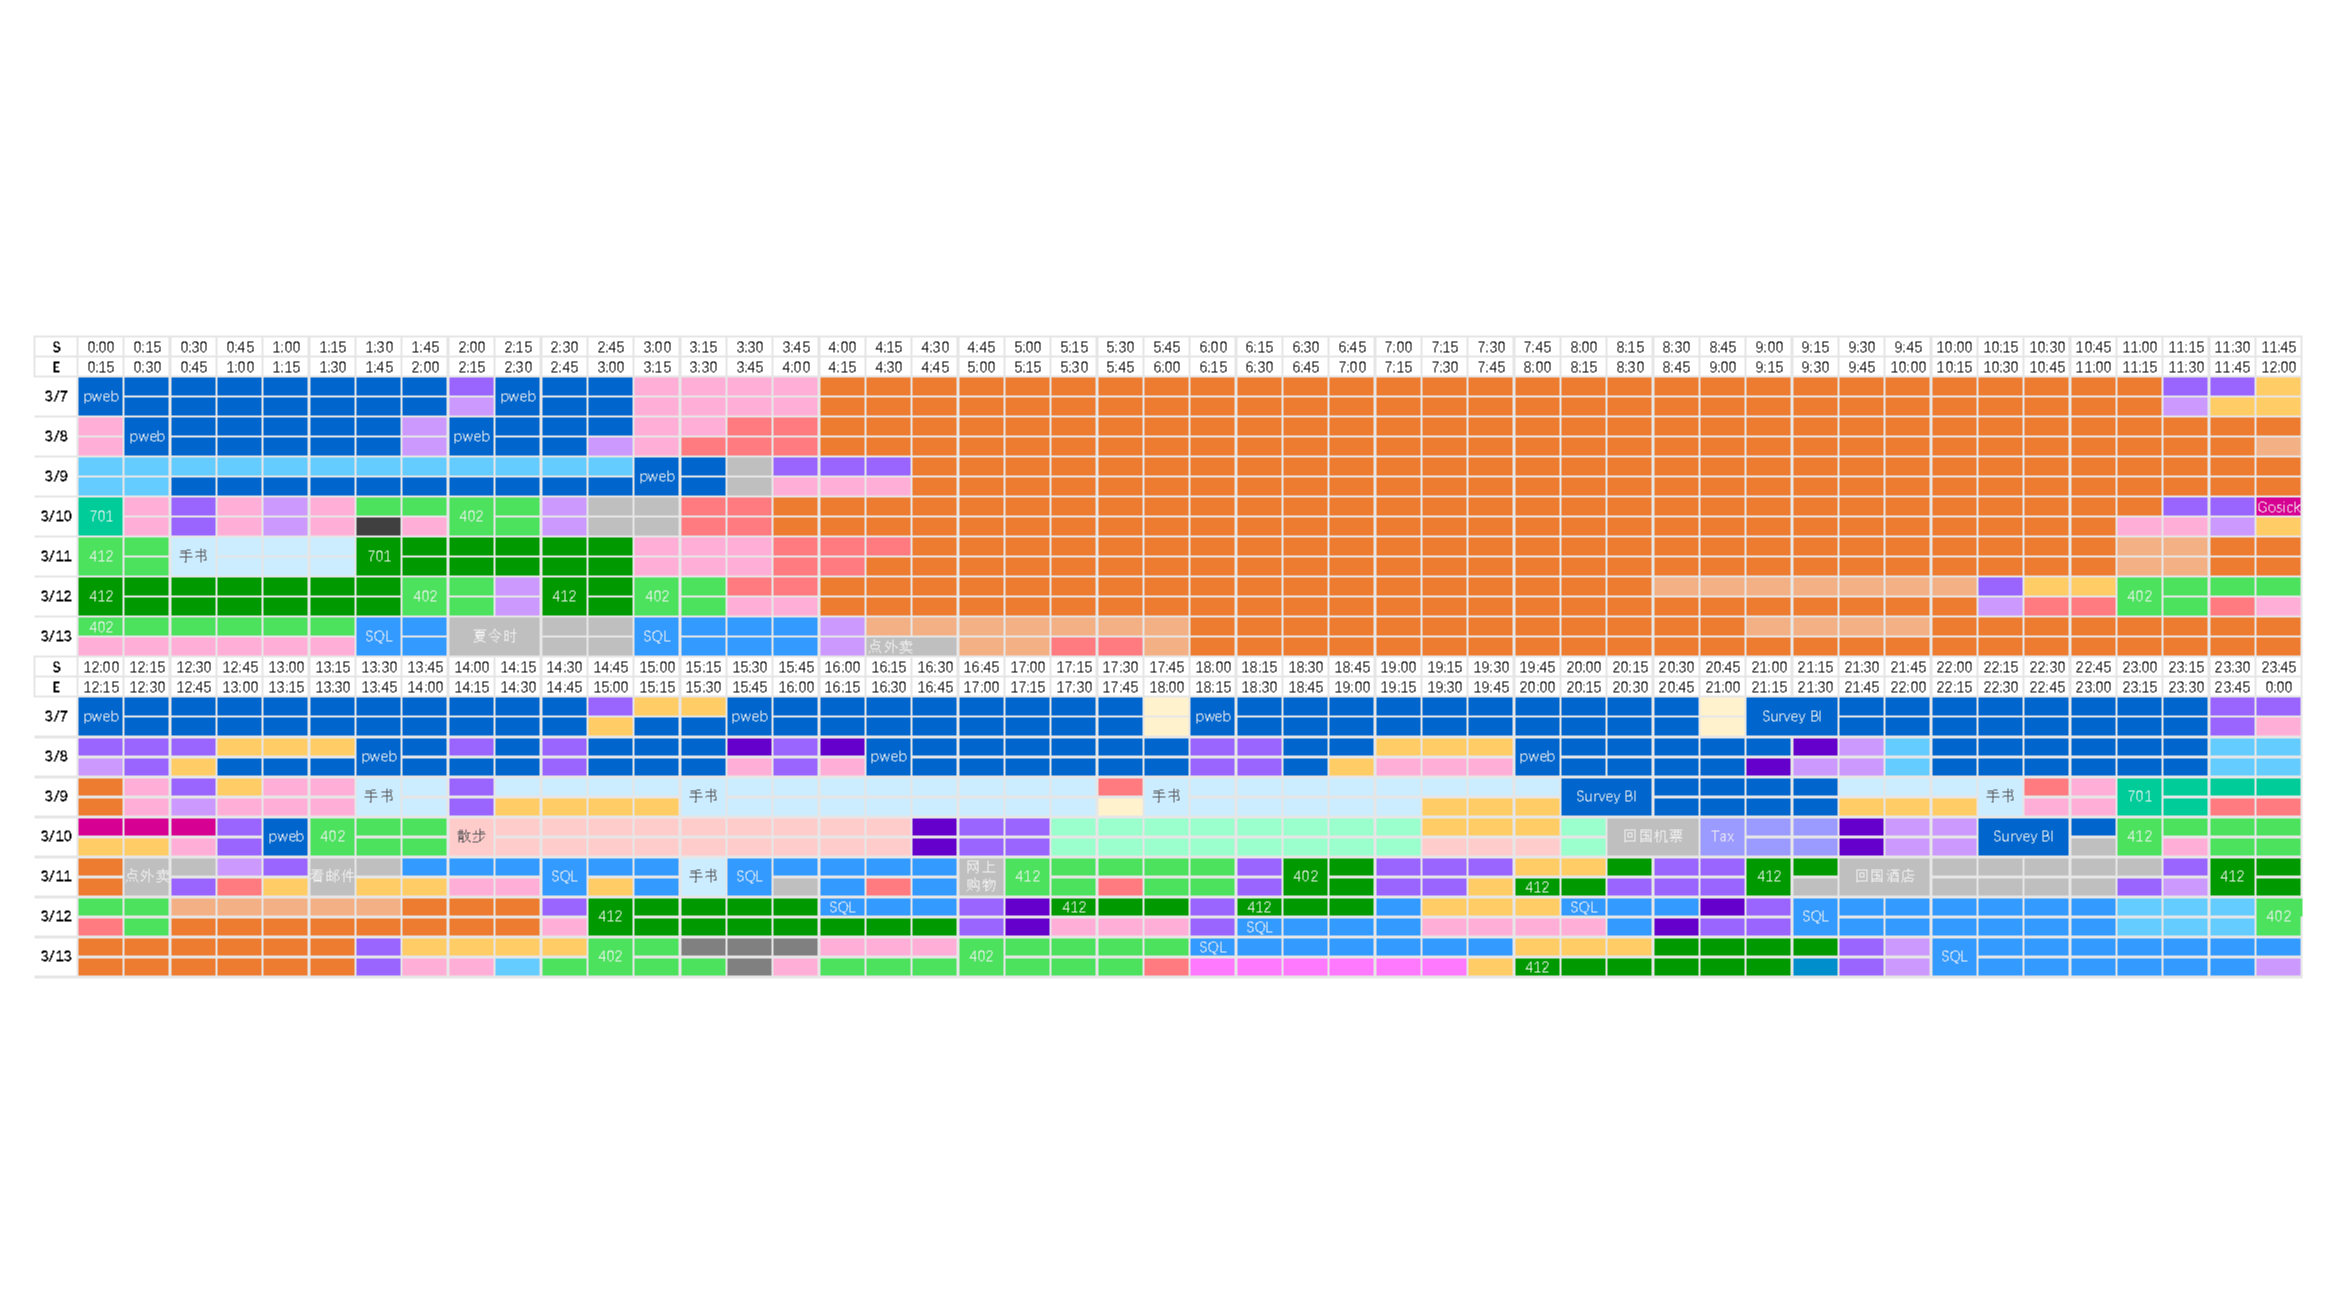 S 0:00 0:15 0:30 0:45 1:00 1:15 1:30 1:45 2:00 2:15 2:30 2:45 3:00 3:15 3:30 3:45 4:00 4:15 4:30 4:45 5:00 5:15 5:30 5:45 6:00 6:15 6:30 6:45 7:00 7:15 7:30 7:45 8:00 8:15 8:30 8:45 9:00 9:15 9:30 9:45 10:00 10:15 10:30 10:45 11:00 11:15 11:30 11:45
E 0:15 0:30 0:45 1:00 1:15 1:30 1:45 2:00 2:15 2:30 2:45 3:00 3:15 3:30 3:45 4:00 4:15 4:30 4:45 5:00 5:15 5:30 5:45 6:00 6:15 6:30 6:45 7:00 7:15 7:30 7:45 8:00 8:15 8:30 8:45 9:00 9:15 9:30 9:45 10:00 10:15 10:30 10:45 11:00 11:15 11:30 11:45 12:00
3/7 pweb pweb
3/8 pweb pweb
3/9 pweb
3/10 701 402 Gosick
3/11 412 手书 701
3/12 412 402 412 402 402
3/13 402 SQL 夏令时 SQL 点外卖
S 12:00 12:15 12:30 12:45 13:00 13:15 13:30 13:45 14:00 14:15 14:30 14:45 15:00 15:15 15:30 15:45 16:00 16:15 16:30 16:45 17:00 17:15 17:30 17:45 18:00 18:15 18:30 18:45 19:00 19:15 19:30 19:45 20:00 20:15 20:30 20:45 21:00 21:15 21:30 21:45 22:00 22:15 22:30 22:45 23:00 23:15 23:30 23:45
E 12:15 12:30 12:45 13:00 13:15 13:30 13:45 14:00 14:15 14:30 14:45 15:00 15:15 15:30 15:45 16:00 16:15 16:30 16:45 17:00 17:15 17:30 17:45 18:00 18:15 18:30 18:45 19:00 19:15 19:30 19:45 20:00 20:15 20:30 20:45 21:00 21:15 21:30 21:45 22:00 22:15 22:30 22:45 23:00 23:15 23:30 23:45 0:00
3/7 pweb pweb pweb Survey BI
3/8 pweb pweb pweb
3/9 手书 手书 手书 Survey BI 手书 701
3/10 pweb 402 散步 回国机票 Tax Survey BI 412
3/11 点外卖 看邮件 SQL 手书 SQL 网上
购物 412 402 412 412 回国酒店 412
3/12 412 SQL 412 412 SQL SQL SQL 402
3/13 402 402 SQL 412 SQL